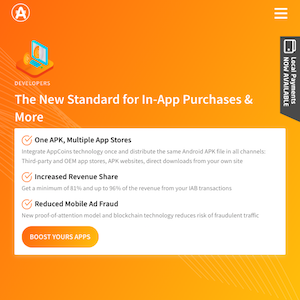 DEVELOPERS
The New Standard for In-App Purchases &
More
One APK, Multiple App Stores
Integrate AppCoins technology once and distribute the same Android APK file in all channels:
Third-party and OEM app stores, APK websites, direct downloads from your own site
Increased Revenue Share
Get a minimum of 81% and up to 96% of the revenue from your IAB transactions
Reduced Mobile Ad Fraud
New proof-of-attention model and blockchain technology reduces risk of fraudulent traffic
BOOST YOURS APPS
Local Payments
NOW AVAILABLE